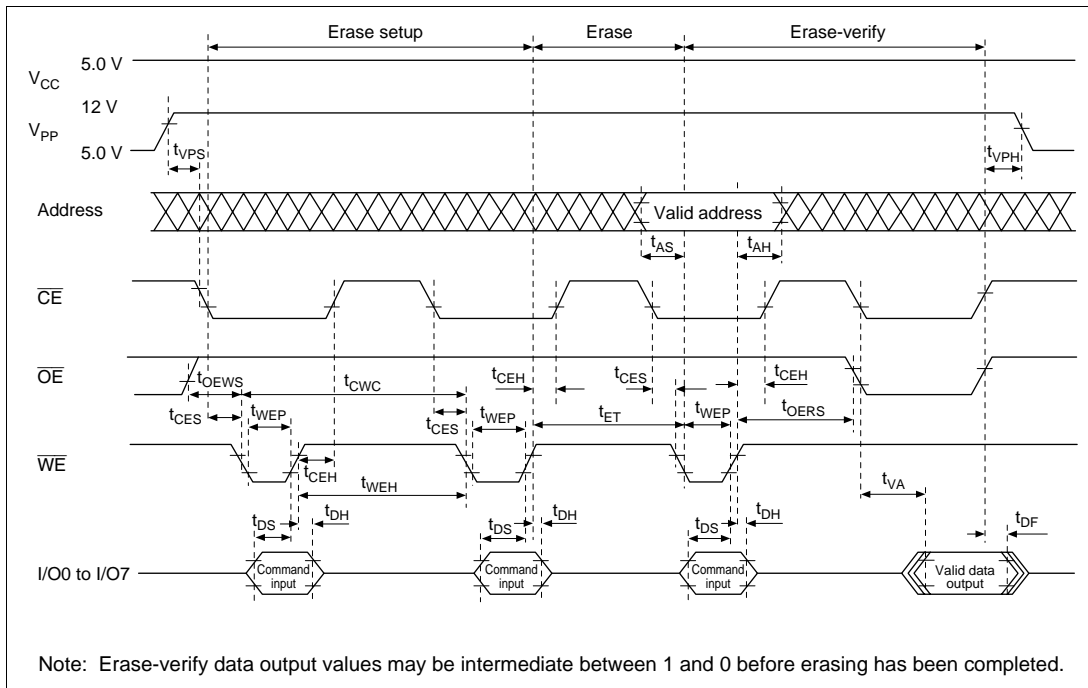 Erase setup Erase Erase-verify
5.0 V
VCC
12 V
VPP
5.0 V
tVPS tVPH
Address Valid address
tAS tAH
CE
OE
tOEWS tCWC tCEH tCES tCEH
tCES tWEP tCES tWEP tET tWEP tOERS
WE
tCEH tWEH tVA
tDS tDH tDS tDH tDS tDH tDF
I/O0 to I/O7 Command input Command input Command input Valid data output
Note: Erase-verify data output values may be intermediate between 1 and 0 before erasing has been completed.